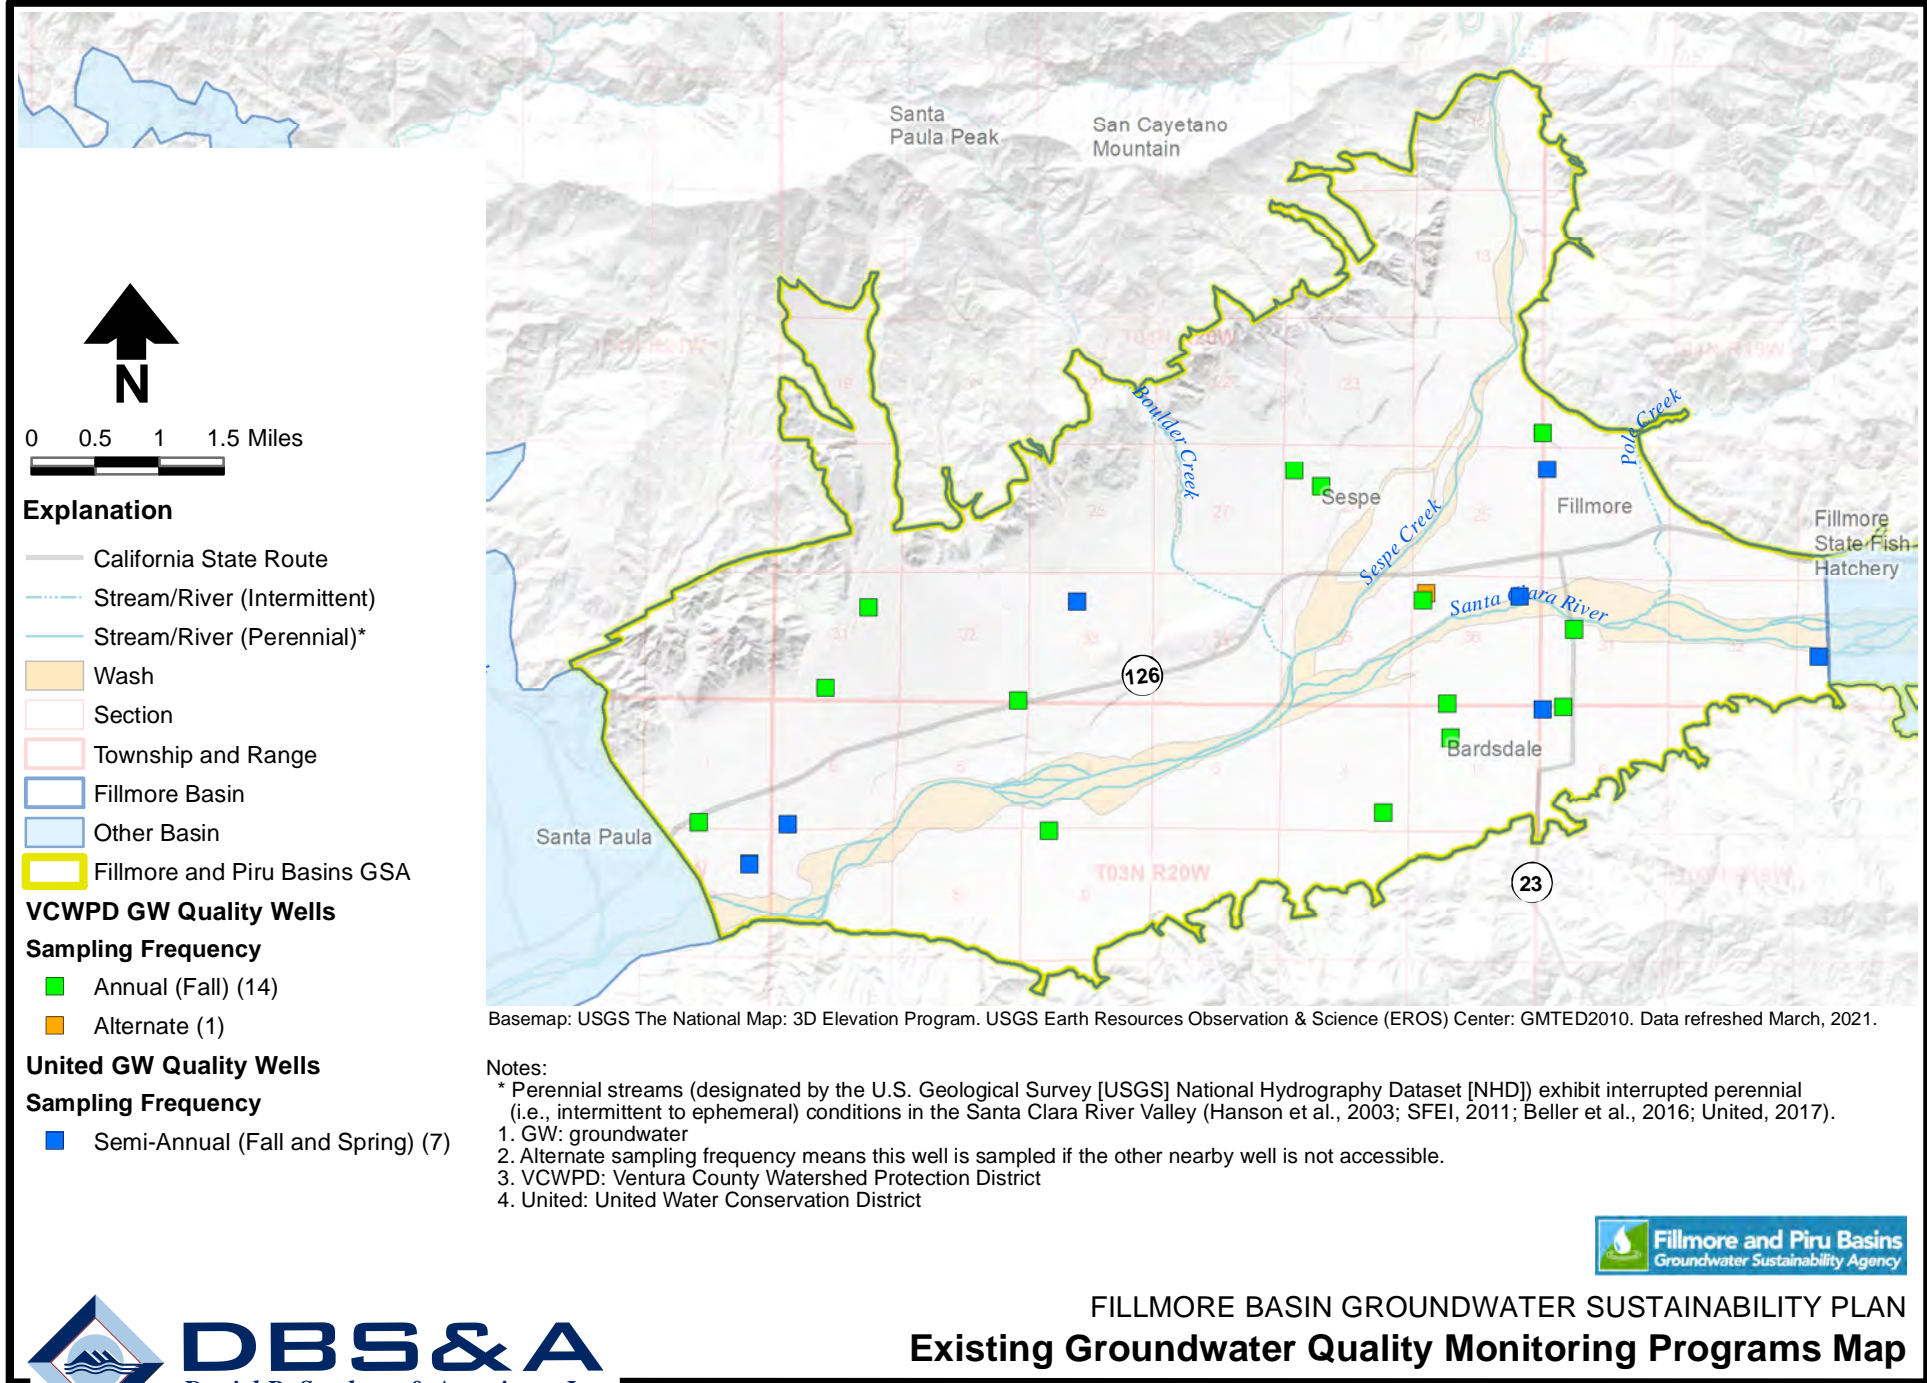 Santa
Paula Peak
San Cayetano
Mountain
N
0 0.5 1 1.5 Miles
Boulder Creek
Pole Creek
Sespe
Sespe Creek
Fillmore
Fillmore
State Fish
Hatchery
Santa Clara River
126
Bardsdale
Santa Paula
T03N R20W
23
Explanation
California State Route
Stream/River (Intermittent)
Stream/River (Perennial)*
Wash
Section
Township and Range
Fillmore Basin
Other Basin
Fillmore and Piru Basins GSA
VCWPD GW Quality Wells
Sampling Frequency
Annual (Fall) (14)
Alternate (1)
United GW Quality Wells
Sampling Frequency
Semi-Annual (Fall and Spring) (7)
Basemap: USGS The National Map: 3D Elevation Program. USGS Earth Resources Observation & Science (EROS) Center: GMTED2010. Data refreshed March, 2021.
Notes:
* Perennial streams (designated by the U.S. Geological Survey [USGS] National Hydrography Dataset [NHD]) exhibit interrupted perennial
(i.e., intermittent to ephemeral) conditions in the Santa Clara River Valley (Hanson et al., 2003; SFEI, 2011; Beller et al., 2016; United, 2017).
1. GW: groundwater
2. Alternate sampling frequency means this well is sampled if the other nearby well is not accessible.
3. VCWPD: Ventura County Watershed Protection District
4. United: United Water Conservation District
Fillmore and Piru Basins
Groundwater Sustainability Agency
FILLMORE BASIN GROUNDWATER SUSTAINABILITY PLAN
Existing Groundwater Quality Monitoring Programs Map
DBS&A